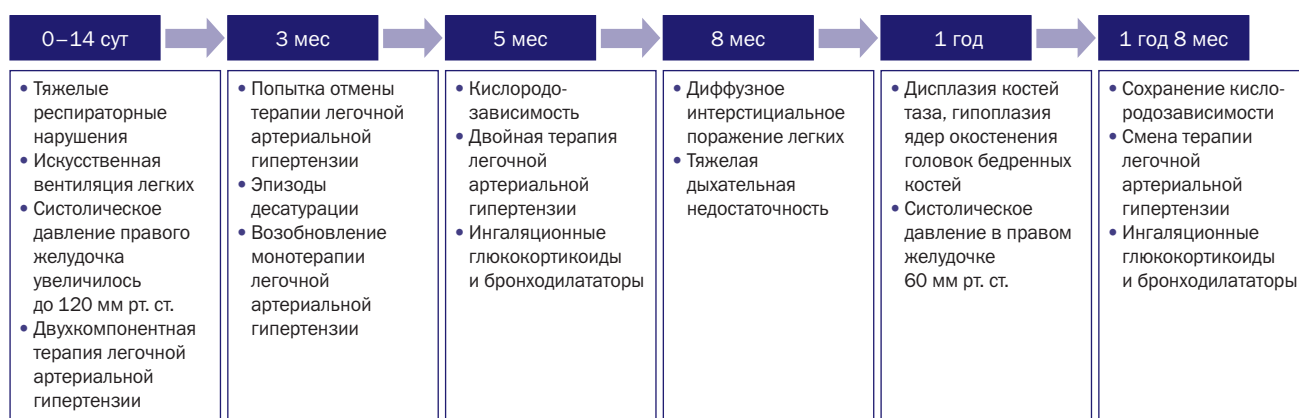 0–14 сут
• Тяжелые
респираторные
нарушения
• Искусственная
вентиляция легких
• Систолическое
давление правого
желудочка
увеличилось
до 120 мм рт. ст.
• Двухкомпонентная
терапия легочной
артериальной
гипертензии
3 мес
• Попытка отмены
терапии легочной
артериальной
гипертензии
• Эпизоды
десатурации
• Возобновление
монотерапии
легочной
артериальной
гипертензии
5 мес
• Кислородо-
зависимость
• Двойная терапия
легочной
артериальной
гипертензии
• Ингаляционные
глюкокортикоиды
и бронходилататоры
8 мес
• Диффузное
интерстициальное
поражение легких
• Тяжелая
дыхательная
недостаточность
1 год
• Дисплазия костей
таза, гипоплазия
ядер окостенения
головок бедренных
костей
• Систолическое
давление в правом
желудочке
60 мм рт. ст.
1 год 8 мес
• Сохранение кисло-
родозависимости
• Смена терапии
легочной
артериальной
гипертензии
• Ингаляционные
глюкокортикоиды
и бронходилататоры